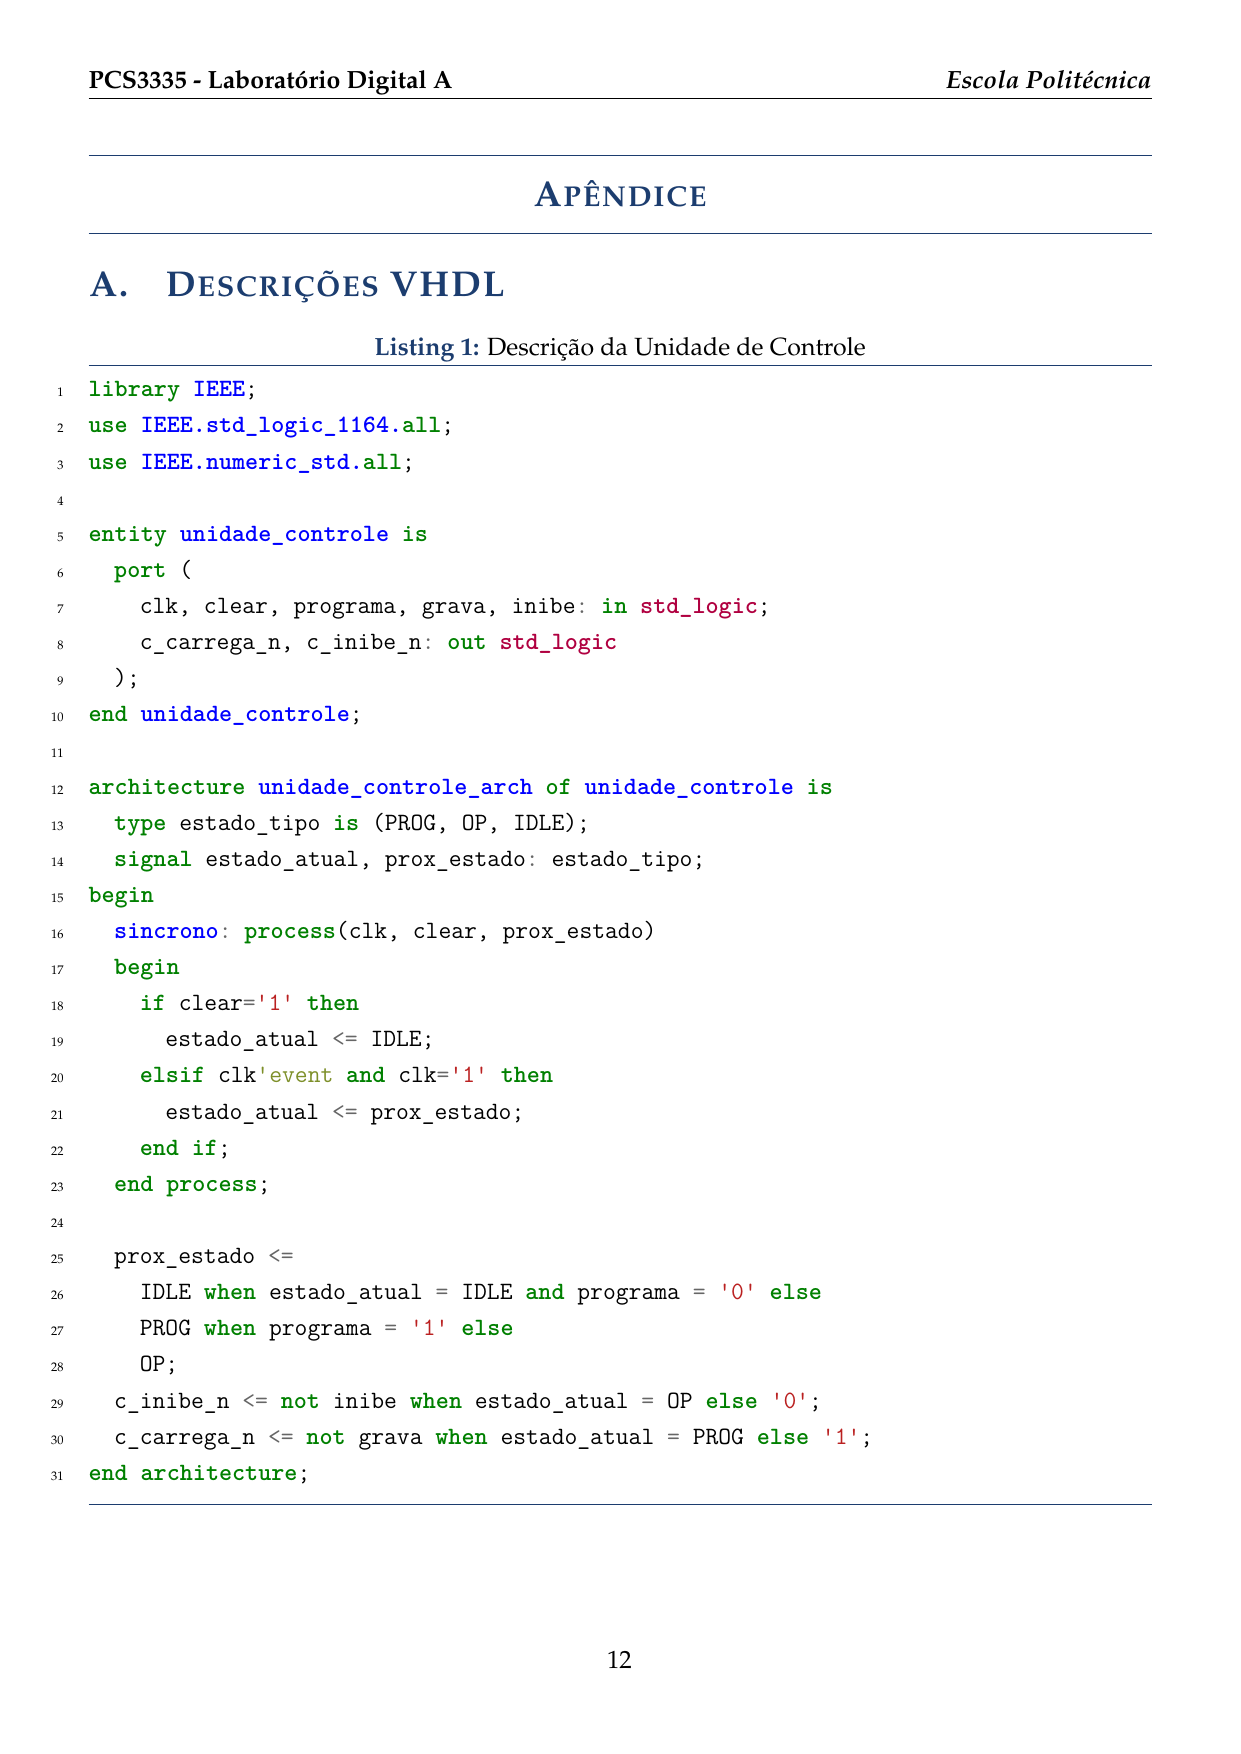 PCS3335 - Laboratório Digital A Escola Politécnica
APÊNDICE
A. DESCRIÇÕES VHDL
Listing 1: Descrição da Unidade de Controle
1 library IEEE;
2 use IEEE.std_logic_1164.all;
3 use IEEE.numeric_std.all;
4
5 entity unidade_controle is
6   port (
7     clk, clear, programa, grava, inibe: in std_logic;
8     c_carrega_n, c_inibe_n: out std_logic
9   );
10 end unidade_controle;
11
12 architecture unidade_controle_arch of unidade_controle is
13   type estado_tipo is (PROG, OP, IDLE);
14   signal estado_atual, prox_estado: estado_tipo;
15 begin
16   sincrono: process(clk, clear, prox_estado)
17   begin
18     if clear='1' then
19       estado_atual <= IDLE;
20     elsif clk'event and clk='1' then
21       estado_atual <= prox_estado;
22     end if;
23   end process;
24
25   prox_estado <=
26     IDLE when estado_atual = IDLE and programa = '0' else
27     PROG when programa = '1' else
28     OP;
29   c_inibe_n <= not inibe when estado_atual = OP else '0';
30   c_carrega_n <= not grava when estado_atual = PROG else '1';
31 end architecture;
12